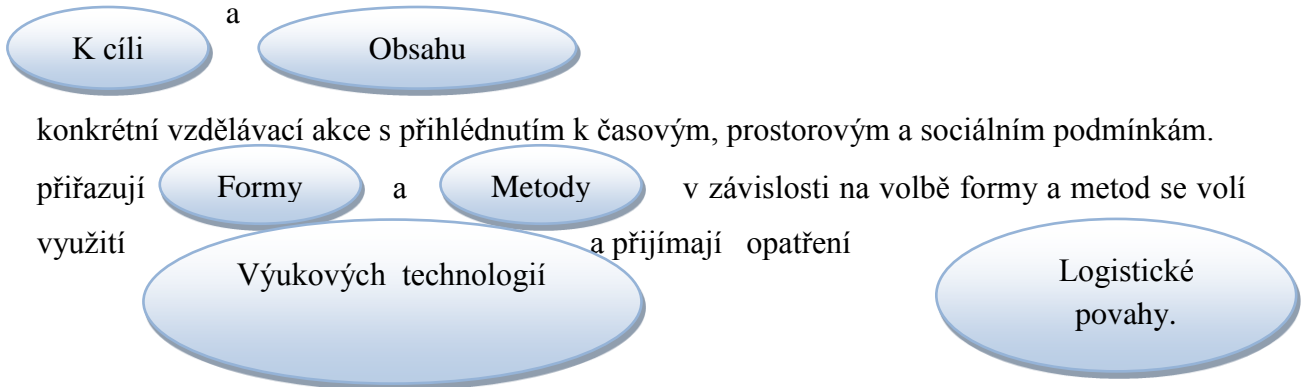 a
K cíli Obsahu
konkrétní vzdělávací akce s přihlédnutím k časovým, prostorovým a sociálním podmínkám.
přiřazují Formy a Metody v závislosti na volbě formy a metod se volí
využití Výukových technologií a přijímají opatření Logistické
povahy.